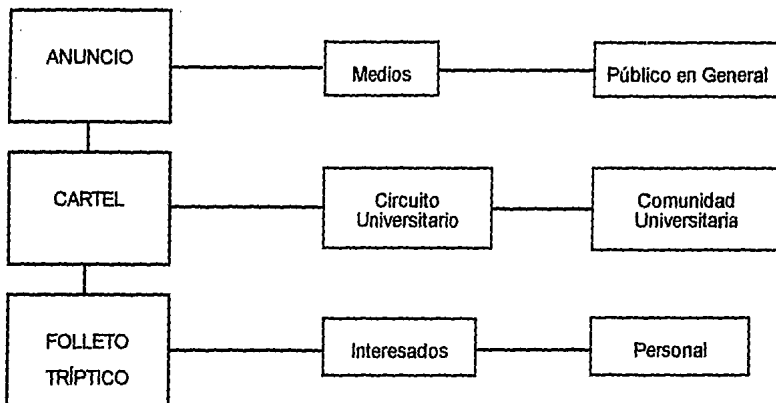 ANUNCIO
Medios
Público en General
CARTEL
Circuito
Universitario
Comunidad
Universitaria
FOLLETO
TRÍPTICO
Interesados
Personal